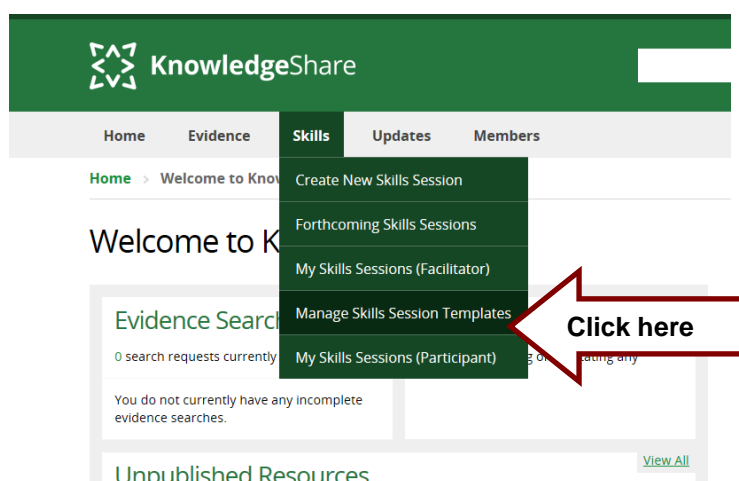 KnowledgeShare
Home Evidence Skills Updates Members
Home > Welcome to Know
Create New Skills Session
Forthcoming Skills Sessions
Welcome to K
My Skills Sessions (Facilitator)
Manage Skills Session Templates
Click here
Evidence Search
My Skills Sessions (Participant)
0 search requests currently
any
You do not currently have any incomplete
evidence searches.
View All
Unpublished Resources